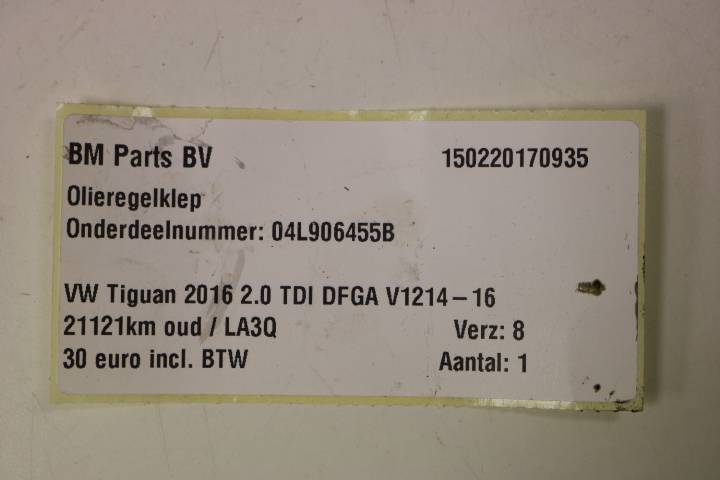 BM Parts BV 150220170935
Olieregelklep
Onderdeelnummer: 04L906455B
VW Tiguan 2016 2.0 TDI DFGA V1214-16
21121km oud / LA3Q Verz: 8
30 euro incl. BTW Aantal: 1